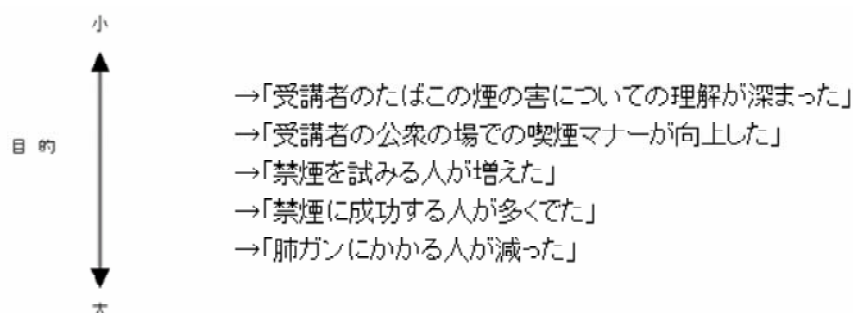 小
→「受講者のたばこの煙の害についての理解が深まった」
→「受講者の公衆の場での喫煙マナーが向上した」
目的
→「禁煙を試みる人が増えた」
→「禁煙に成功する人が多くでた」
→「肺ガンにかかる人が減った」
大